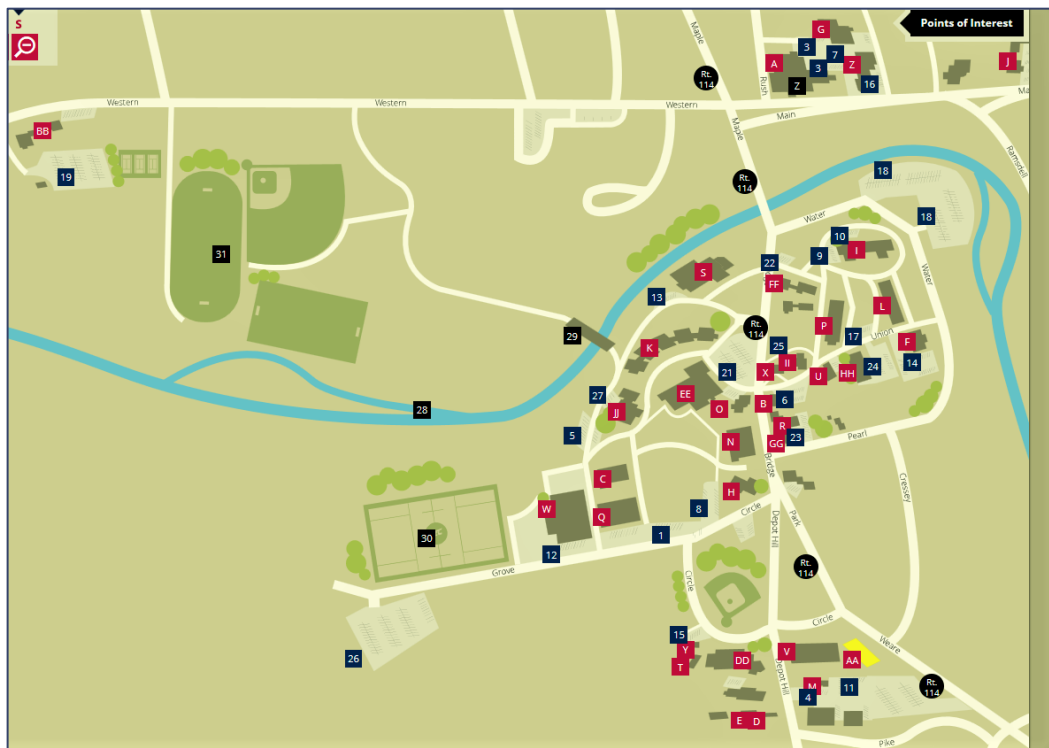 S
Points of Interest
Maple
G
3
7
A
3
Z
J
Rt.
114
Rush
Z
16
Western
Western
Western
Main
Maple
BB
Ramsdell
19
18
Rt.
114
18
Water
10
31
9
I
22
S
FF
Water
13
L
P
Rt.
114
29
17
Union
F
25
K
II
14
24
X
21
U
HH
27
EE
B
6
28
JJ
O
R
5
23
Pearl
N
GG
Bridge
C
Cressey
H
W
8
Circle
Q
Park
Depot Hill
1
30
12
Rt.
114
Grove
Circle
Circle
15
Weare
Y
V
26
DD
AA
T
Depot Hill
M
11
Rt.
114
4
E
D
Pike